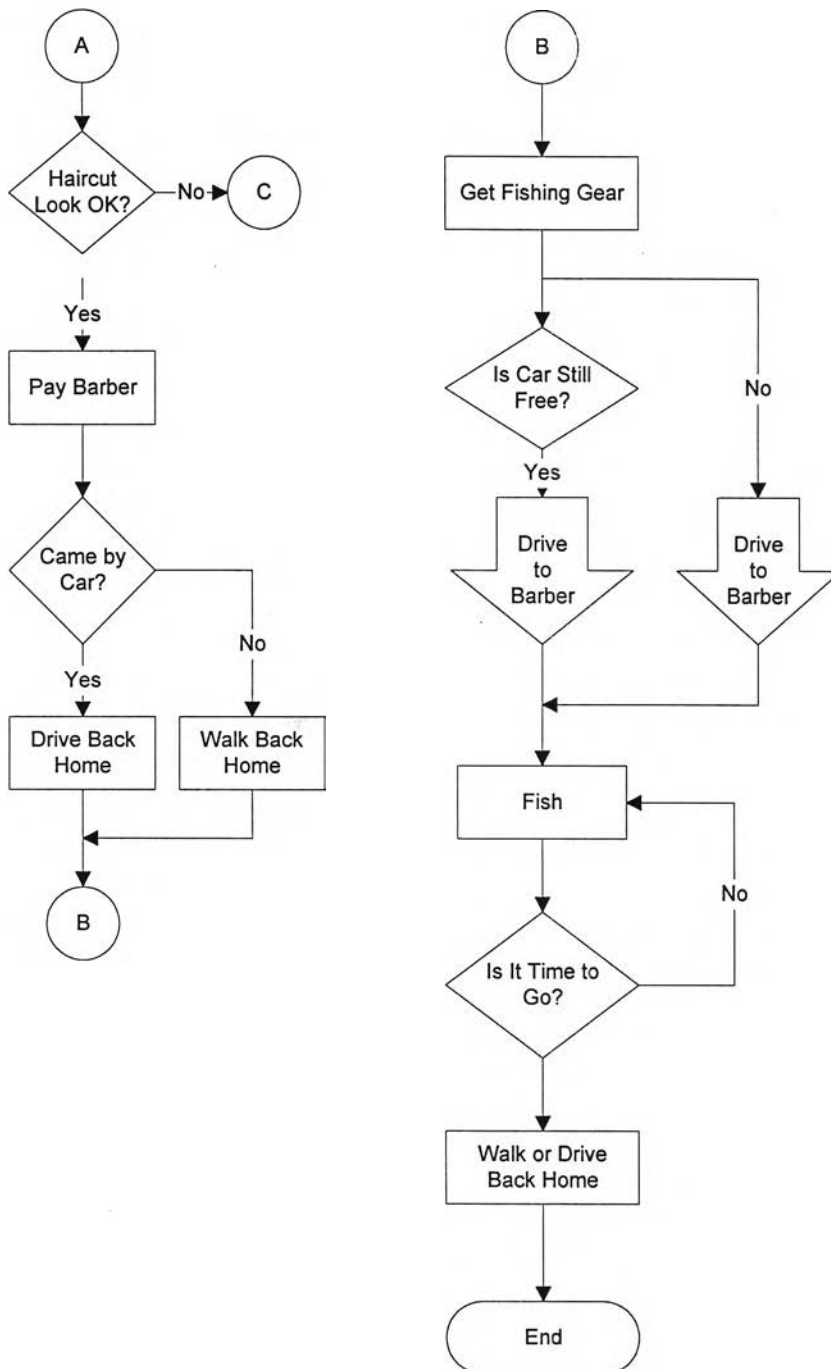 A
Haircut
Look OK?
No
C
Yes
Pay Barber
Came by
Car?
No
Yes
Drive Back
Home
Walk Back
Home
B
B
Get Fishing Gear
Is Car Still
Free?
No
Yes
Drive
to
Barber
Drive
to
Barber
Fish
No
Is It Time to
Go?
Walk or Drive
Back Home
End